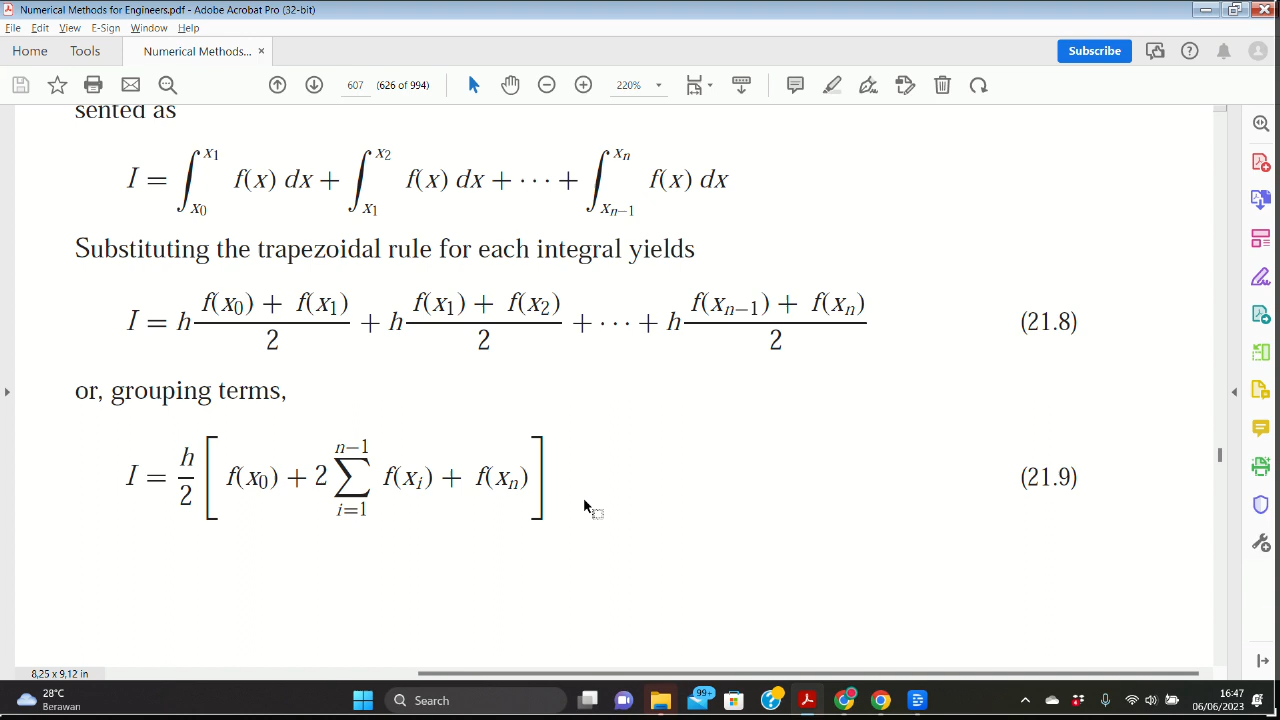 Numerical Methods for Engineers.pdf - Adobe Acrobat Pro (32-bit)
File Edit View E-Sign Window Help
Home Tools Numerical Methods... × Subscribe
607 (626 of 994) 220%
sented as
I = ∫_{x₀}^{x₁} f(x) dx + ∫_{x₁}^{x₂} f(x) dx + · · · + ∫_{xₙ₋₁}^{xₙ} f(x) dx
Substituting the trapezoidal rule for each integral yields
I = h (f(x₀) + f(x₁))/2 + h (f(x₁) + f(x₂))/2 + · · · + h (f(xₙ₋₁) + f(xₙ))/2 (21.8)
or, grouping terms,
I = h/2 [ f(x₀) + 2 ∑_{i=1}^{n−1} f(xᵢ) + f(xₙ) ] (21.9)
8,25 x 9,12 in
28°C
Berawan
Search
99+
16:47
06/06/2023